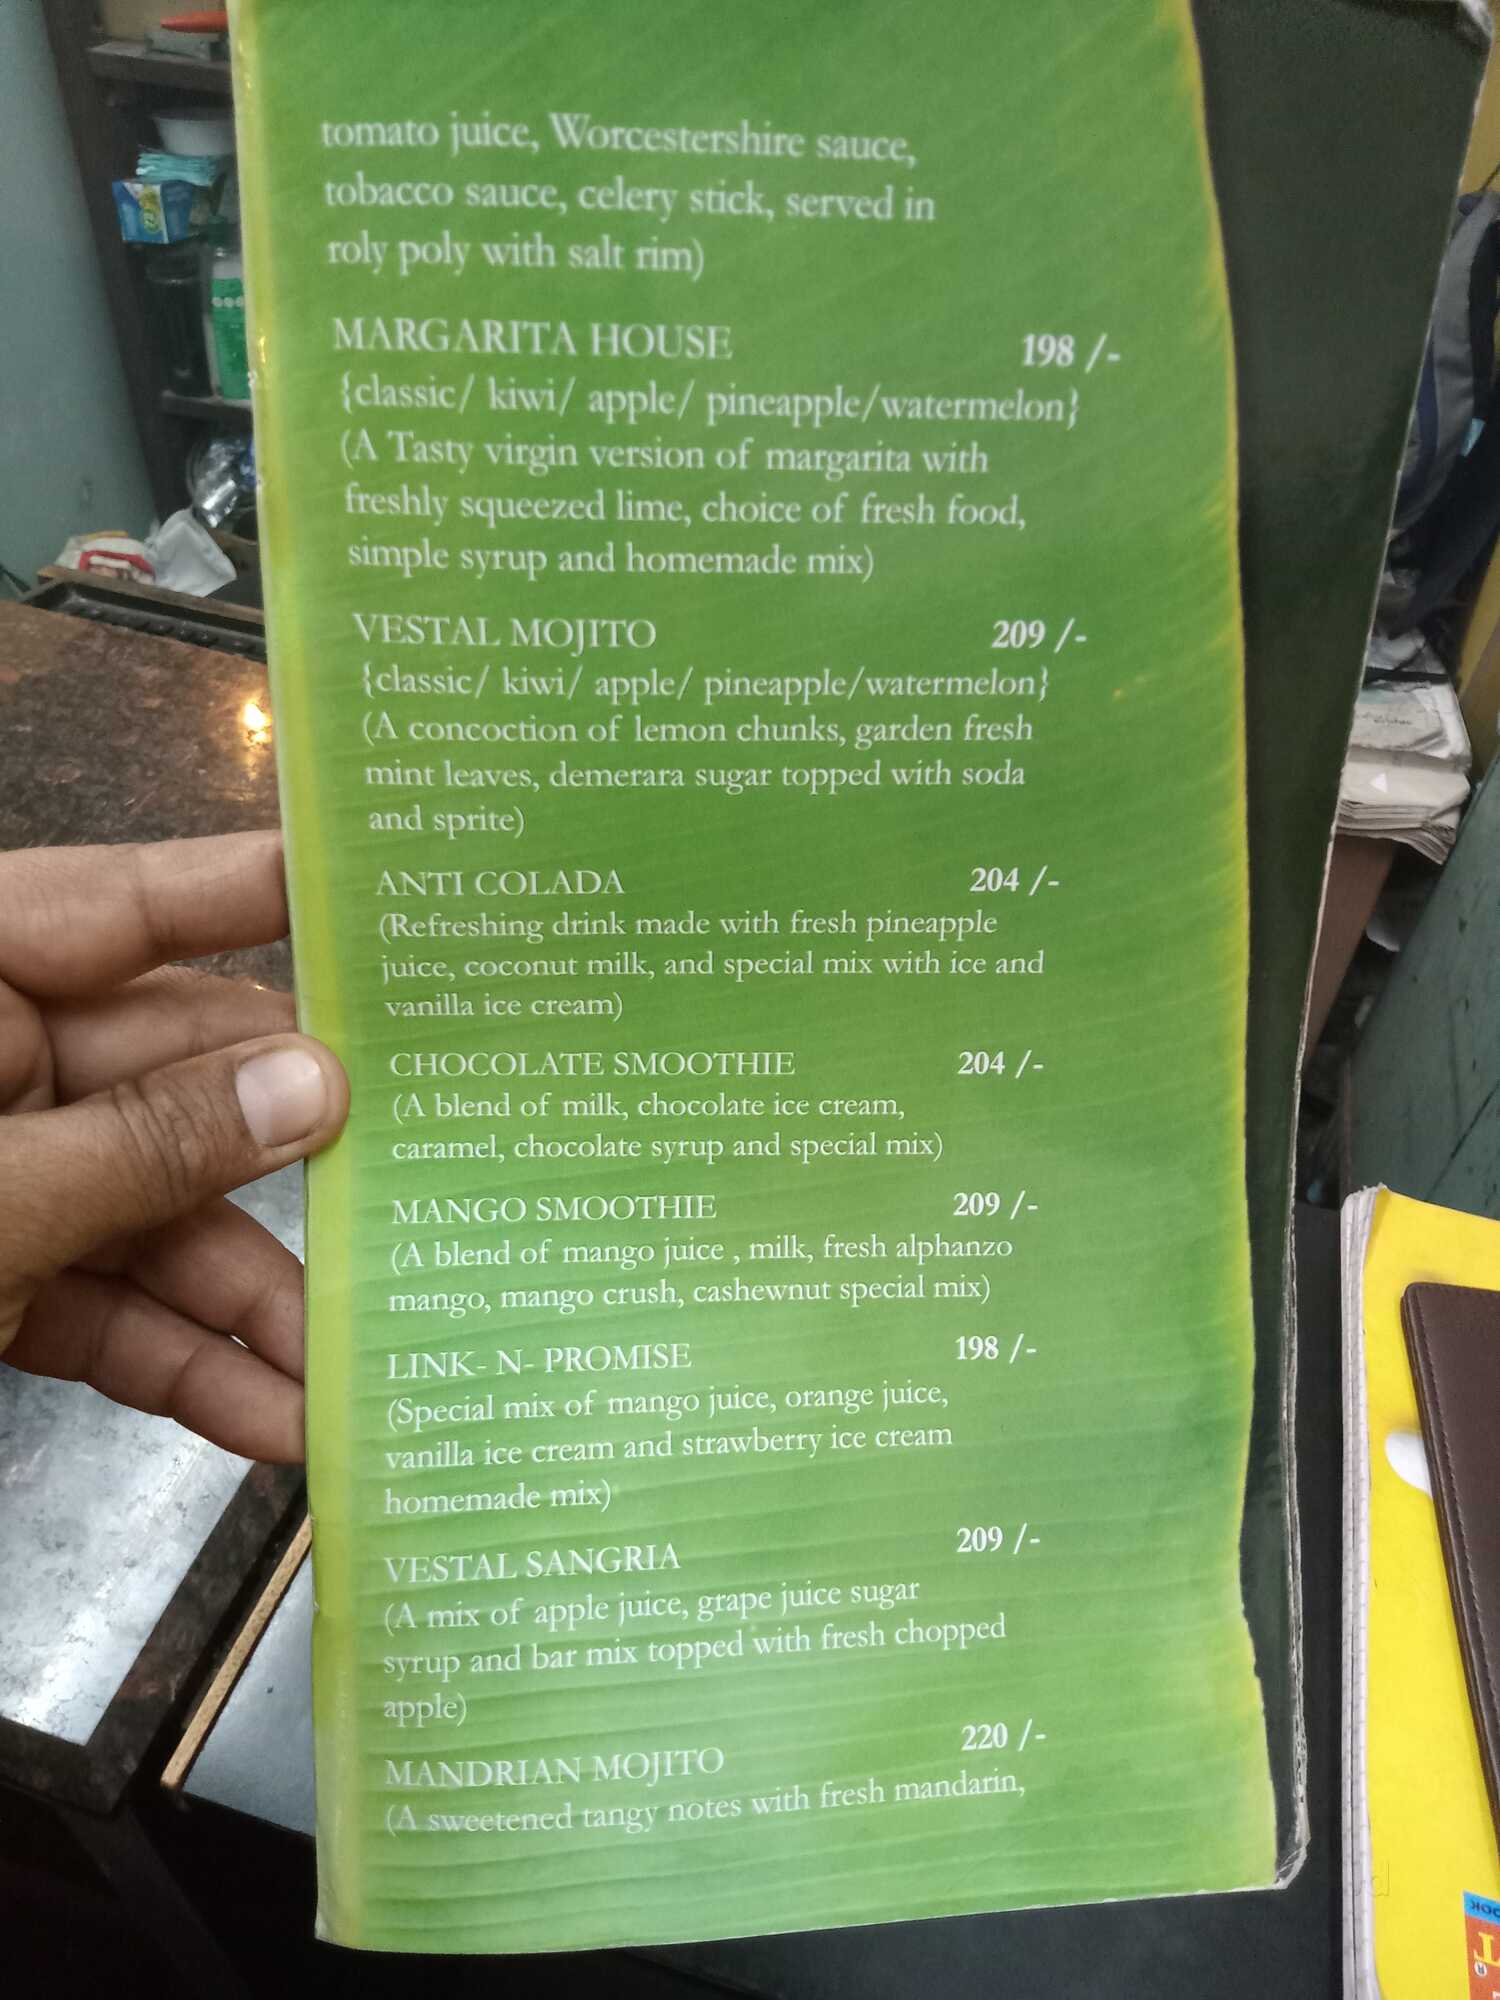 tomato juice, Worcestershire sauce,
tobacco sauce, celery stick, served in
roly poly with salt rim)
MARGARITA HOUSE 198 /-
{classic/ kiwi/ apple/ pineapple/watermelon}
(A Tasty virgin version of margarita with
freshly squeezed lime, choice of fresh food,
simple syrup and homemade mix)
VESTAL MOJITO 209 /-
{classic/ kiwi/ apple/ pineapple/watermelon}
(A concoction of lemon chunks, garden fresh
mint leaves, demerara sugar topped with soda
and sprite)
ANTI COLADA 204 /-
(Refreshing drink made with fresh pineapple
juice, coconut milk, and special mix with ice and
vanilla ice cream)
CHOCOLATE SMOOTHIE 204 /-
(A blend of milk, chocolate ice cream,
caramel, chocolate syrup and special mix)
MANGO SMOOTHIE 209 /-
(A blend of mango juice , milk, fresh alphanzo
mango, mango crush, cashewnut special mix)
LINK- N- PROMISE 198 /-
(Special mix of mango juice, orange juice,
vanilla ice cream and strawberry ice cream
homemade mix)
VESTAL SANGRIA 209 /-
(A mix of apple juice, grape juice sugar
syrup and bar mix topped with fresh chopped
apple)
MANDRIAN MOJITO 220 /-
(A sweetened tangy notes with fresh mandarin,